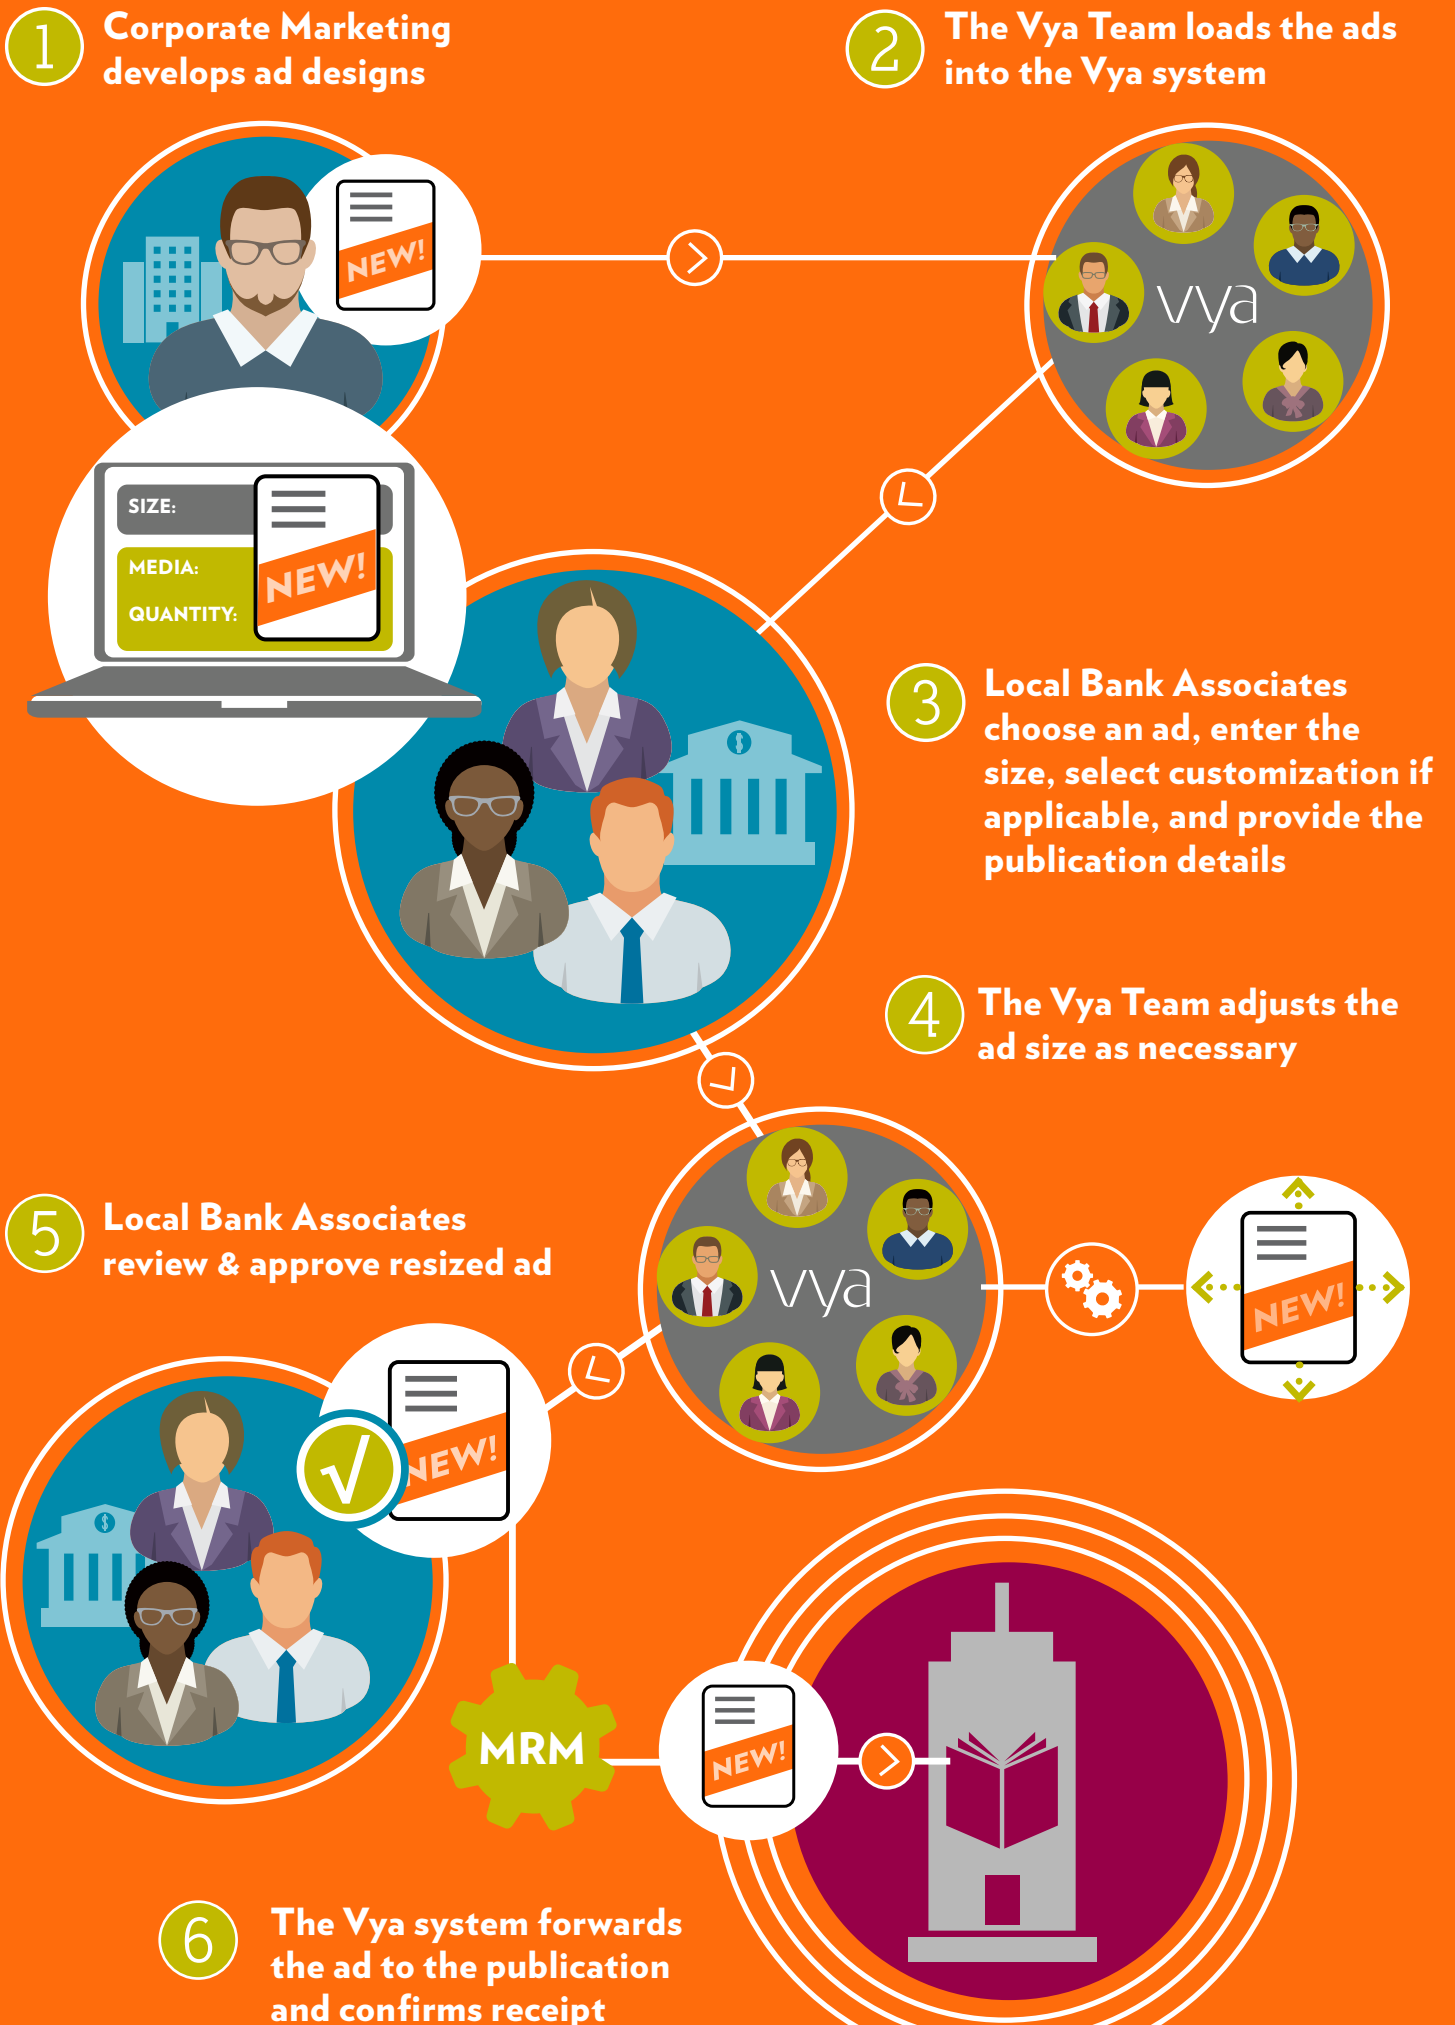 1
Corporate Marketing
develops ad designs
2
The Vya Team loads the ads
into the Vya system
NEW!
vya
SIZE:
MEDIA:
QUANTITY:
NEW!
3
Local Bank Associates
choose an ad, enter the
size, select customization if
applicable, and provide the
publication details
4
The Vya Team adjusts the
ad size as necessary
5
Local Bank Associates
review & approve resized ad
vya
NEW!
NEW!
MRM
NEW!
6
The Vya system forwards
the ad to the publication
and confirms receipt